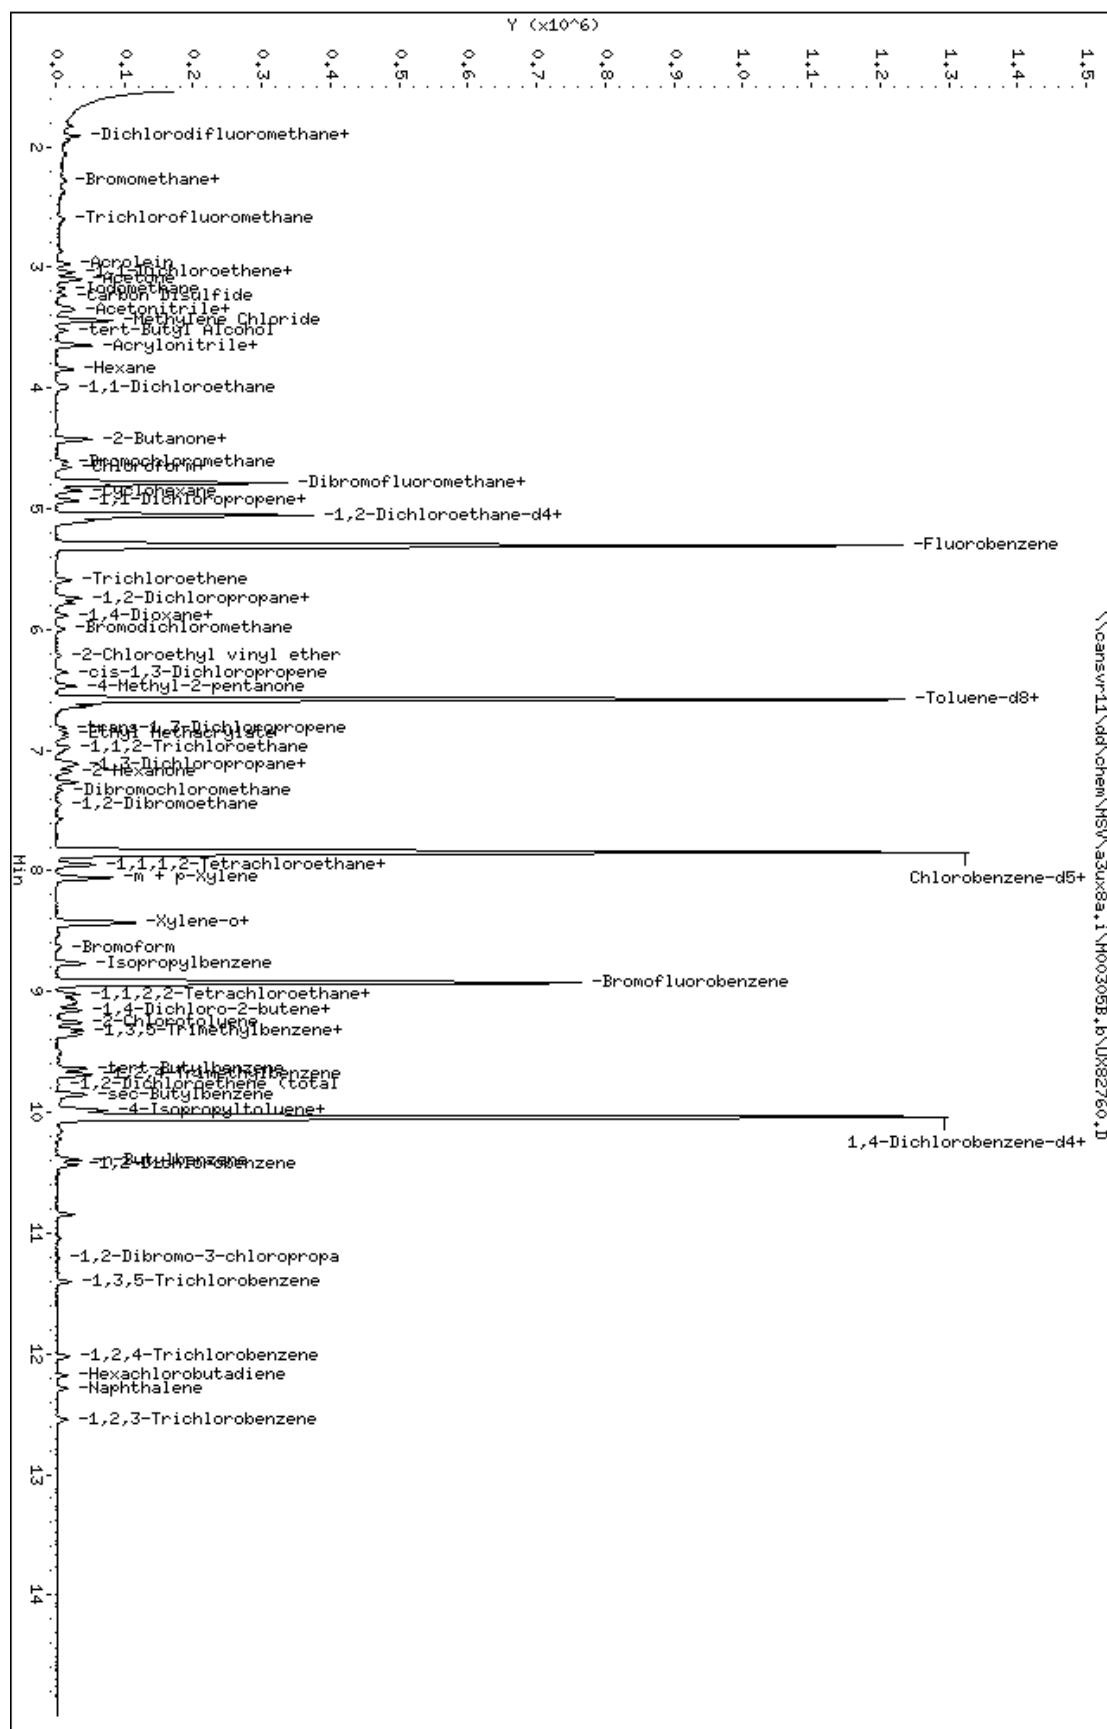 Y (x10^6)
0.0
0.1
0.2
0.3
0.4
0.5
0.6
0.7
0.8
0.9
1.0
1.1
1.2
1.3
1.4
1.5
-Dichlorodifluoromethane+
2
-Bromomethane+
-Trichlorofluoromethane
-Acrolein
3
-1,1-Dichloroethene+
-Acetone
-Iodomethane
-Carbon Disulfide
-Acetonitrile+
-Methylene Chloride
-tert-Butyl Alcohol
-Acrylonitrile+
-Hexane
4
-1,1-Dichloroethane
-2-Butanone+
-Bromochloromethane
-Chloroform+
-Dibromofluoromethane+
-Cyclohexane
-1,1-Dichloropropene+
5
-1,2-Dichloroethane-d4+
-Fluorobenzene
-Trichloroethene
-1,2-Dichloropropane+
-1,4-Dioxane+
6
-Bromodichloromethane
-2-Chloroethyl vinyl ether
-cis-1,3-Dichloropropene
-4-Methyl-2-pentanone
-Toluene-d8+
-trans-1,3-Dichloropropene
-Ethyl Methacrylate
7
-1,1,2-Trichloroethane
-1,3-Dichloropropane+
-2-Hexanone
-Dibromochloromethane
-1,2-Dibromoethane
-1,1,1,2-Tetrachloroethane+
8
Min
-m + p-Xylene
Chlorobenzene-d5+
-Xylene-o+
-Bromoform
-Isopropylbenzene
-Bromofluorobenzene
9
-1,1,2,2-Tetrachloroethane+
-1,4-Dichloro-2-butene+
-2-Chlorotoluene
-1,3,5-Trimethylbenzene+
-tert-Butylbenzene
-1,2,4-Trimethylbenzene
-1,2-Dichloroethene (total
-sec-Butylbenzene
10
-4-Isopropyltoluene+
1,4-Dichlorobenzene-d4+
-n-Butylbenzene
-1,2-Dichlorobenzene
11
-1,2-Dibromo-3-chloropropa
-1,3,5-Trichlorobenzene
12
-1,2,4-Trichlorobenzene
-Hexachlorobutadiene
-Naphthalene
-1,2,3-Trichlorobenzene
13
14
\\cansvr11\dd\chem\MSV\a3ux8a.i\M00305B.b\UX82760.D